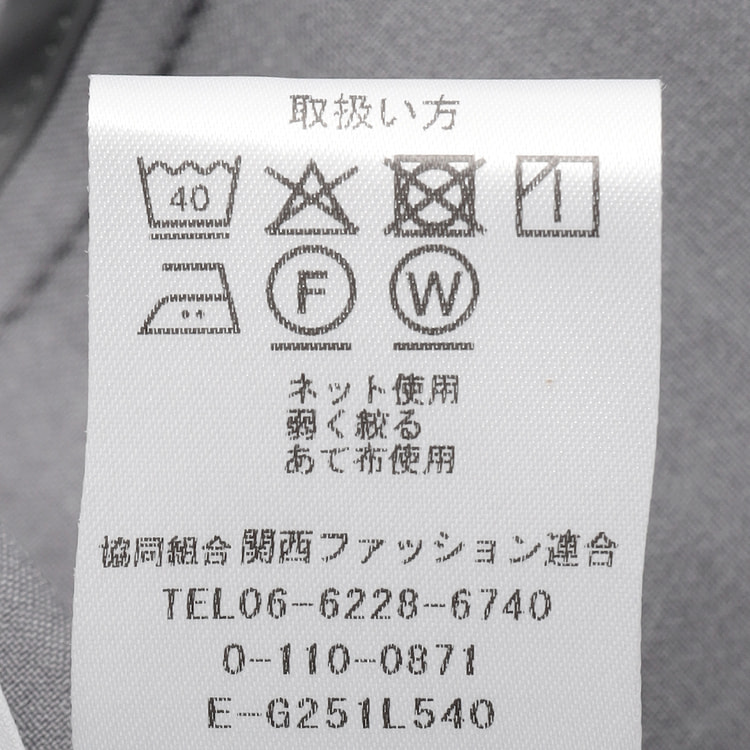 取扱い方
40
F W
ネット使用
弱く絞る
あて布使用
協同組合関西ファッション連合
TEL06-6228-6740
0-110-0871
E-G251L540